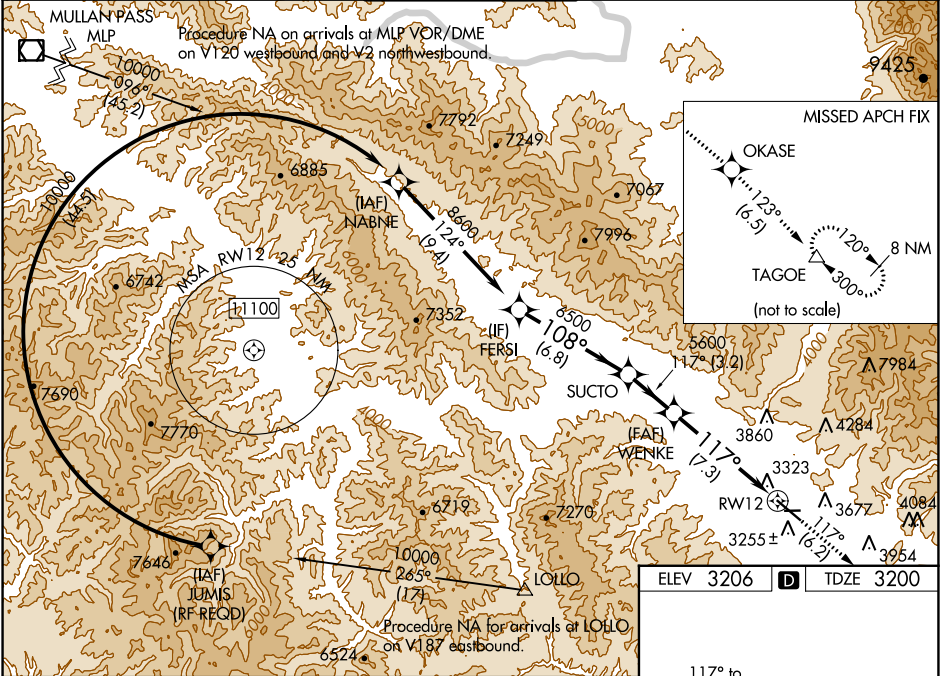 MULLAN PASS
MLP
Procedure NA on arrivals at MLP VOR/DME
on V120 westbound and V2 northwestbound.
10000
096°
(45.2)
4000
5000
9425
7792
7249
6885
7067
7996
MISSED APCH FIX
OKASE
123°
(6.5)
120°
8 NM
TAGOE
300°
(not to scale)
10000
(44.5)
(IAF)
NABNE
8600
124°
(9.4)
6742
MSA RW12 25 NM
11100
7352
(IF)
FERSI
6500
108°
(6.8)
5600
117° (3.2)
SUCTO
7984
7690
7770
4000
3860
4284
(FAF)
WENKE
117°
(7.3)
3323
RW12
3677
4084
3255±
117°
(6.2)
3954
6719
7270
7646
(IAF)
JUMIS
(RF REQD)
10000
265°
(17)
LOLLO
Procedure NA for arrivals at LOLLO
on V187 eastbound.
6524
ELEV 3206 D TDZE 3200
117° to